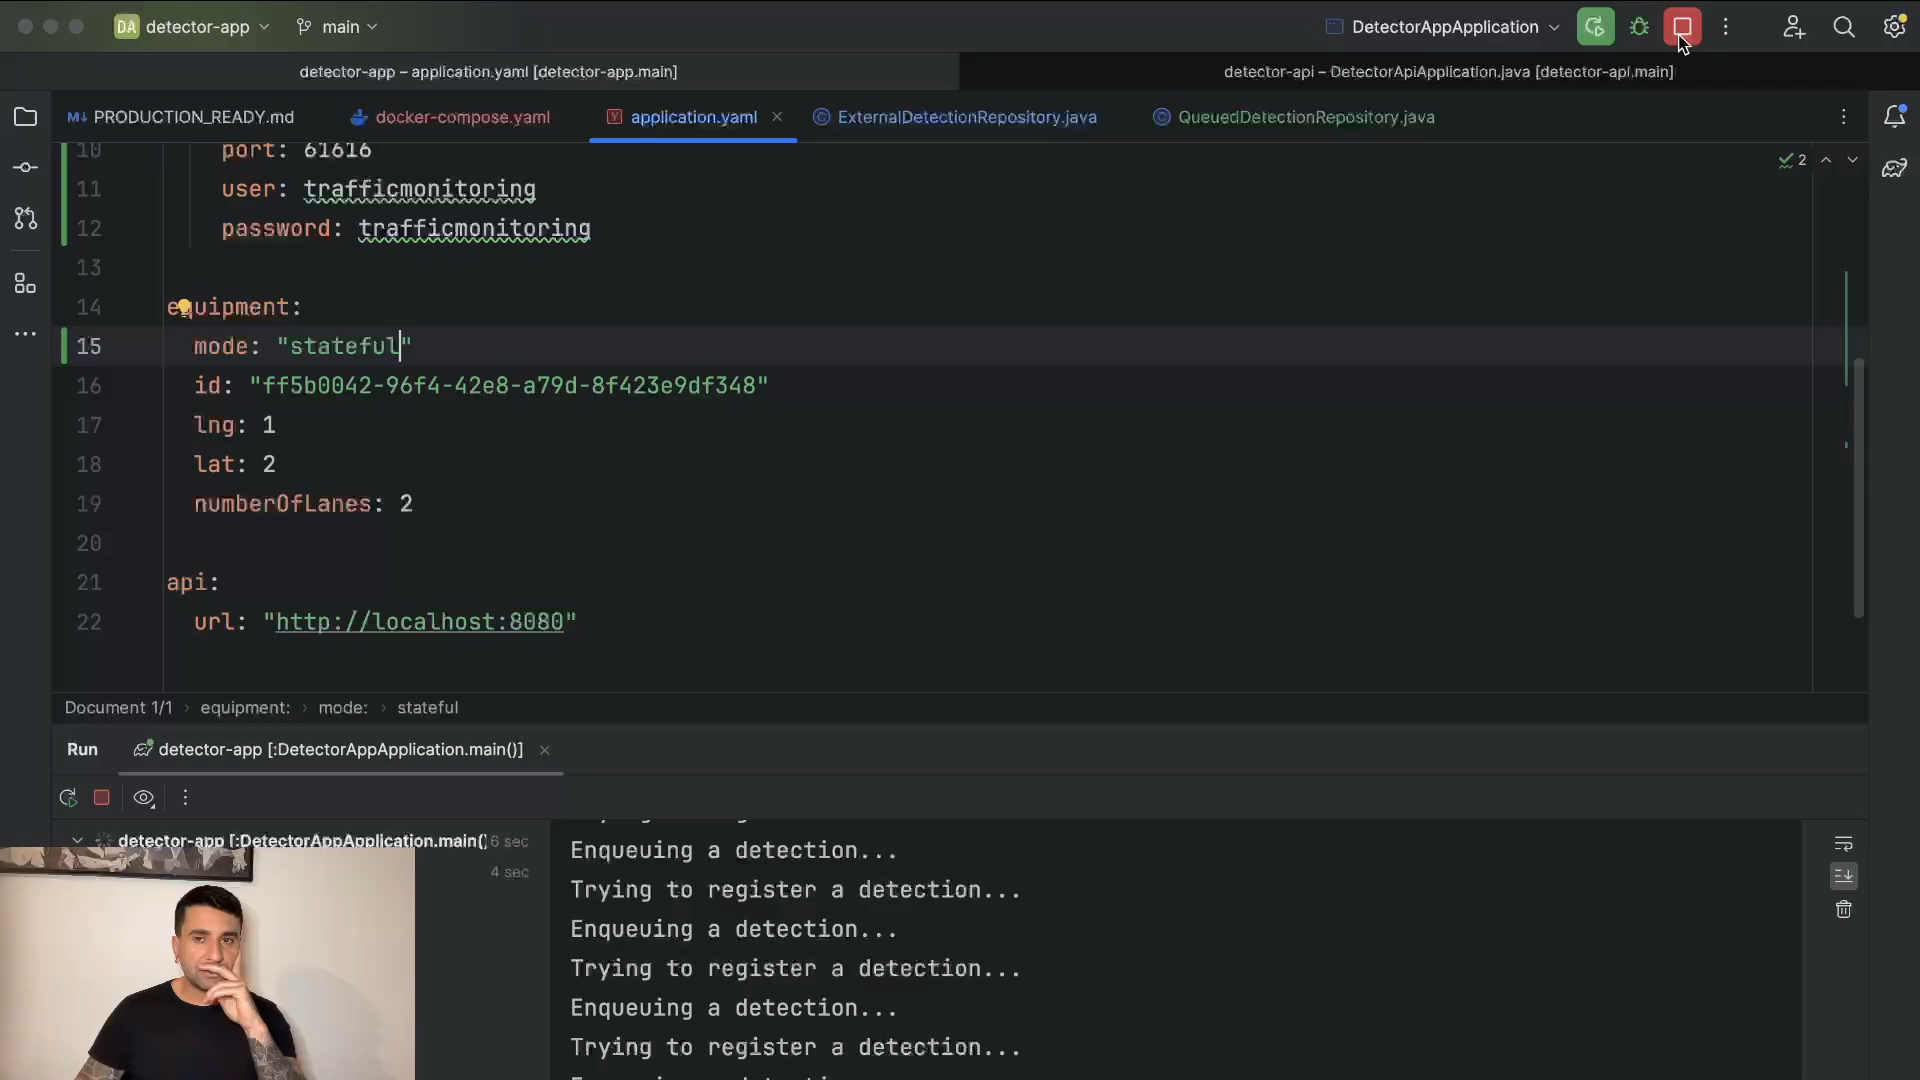 DA detector-app main DetectorAppApplication
detector-app – application.yaml [detector-app.main] detector-api – DetectorApiApplication.java [detector-api.main]
M↓ PRODUCTION_READY.md docker-compose.yaml application.yaml ExternalDetectionRepository.java QueuedDetectionRepository.java
10 port: 61616
2
11 user: trafficmonitoring
12 password: trafficmonitoring
13
14 equipment:
15 mode: "stateful"
16 id: "ff5b0042-96f4-42e8-a79d-8f423e9df348"
17 lng: 1
18 lat: 2
19 numberOfLanes: 2
20
21 api:
22 url: "http://localhost:8080"
Document 1/1 › equipment: › mode: › stateful
Run detector-app [:DetectorAppApplication.main()]
detector-app [:DetectorAppApplication.main() 6 sec
4 sec
Enqueuing a detection...
Trying to register a detection...
Enqueuing a detection...
Trying to register a detection...
Enqueuing a detection...
Trying to register a detection...